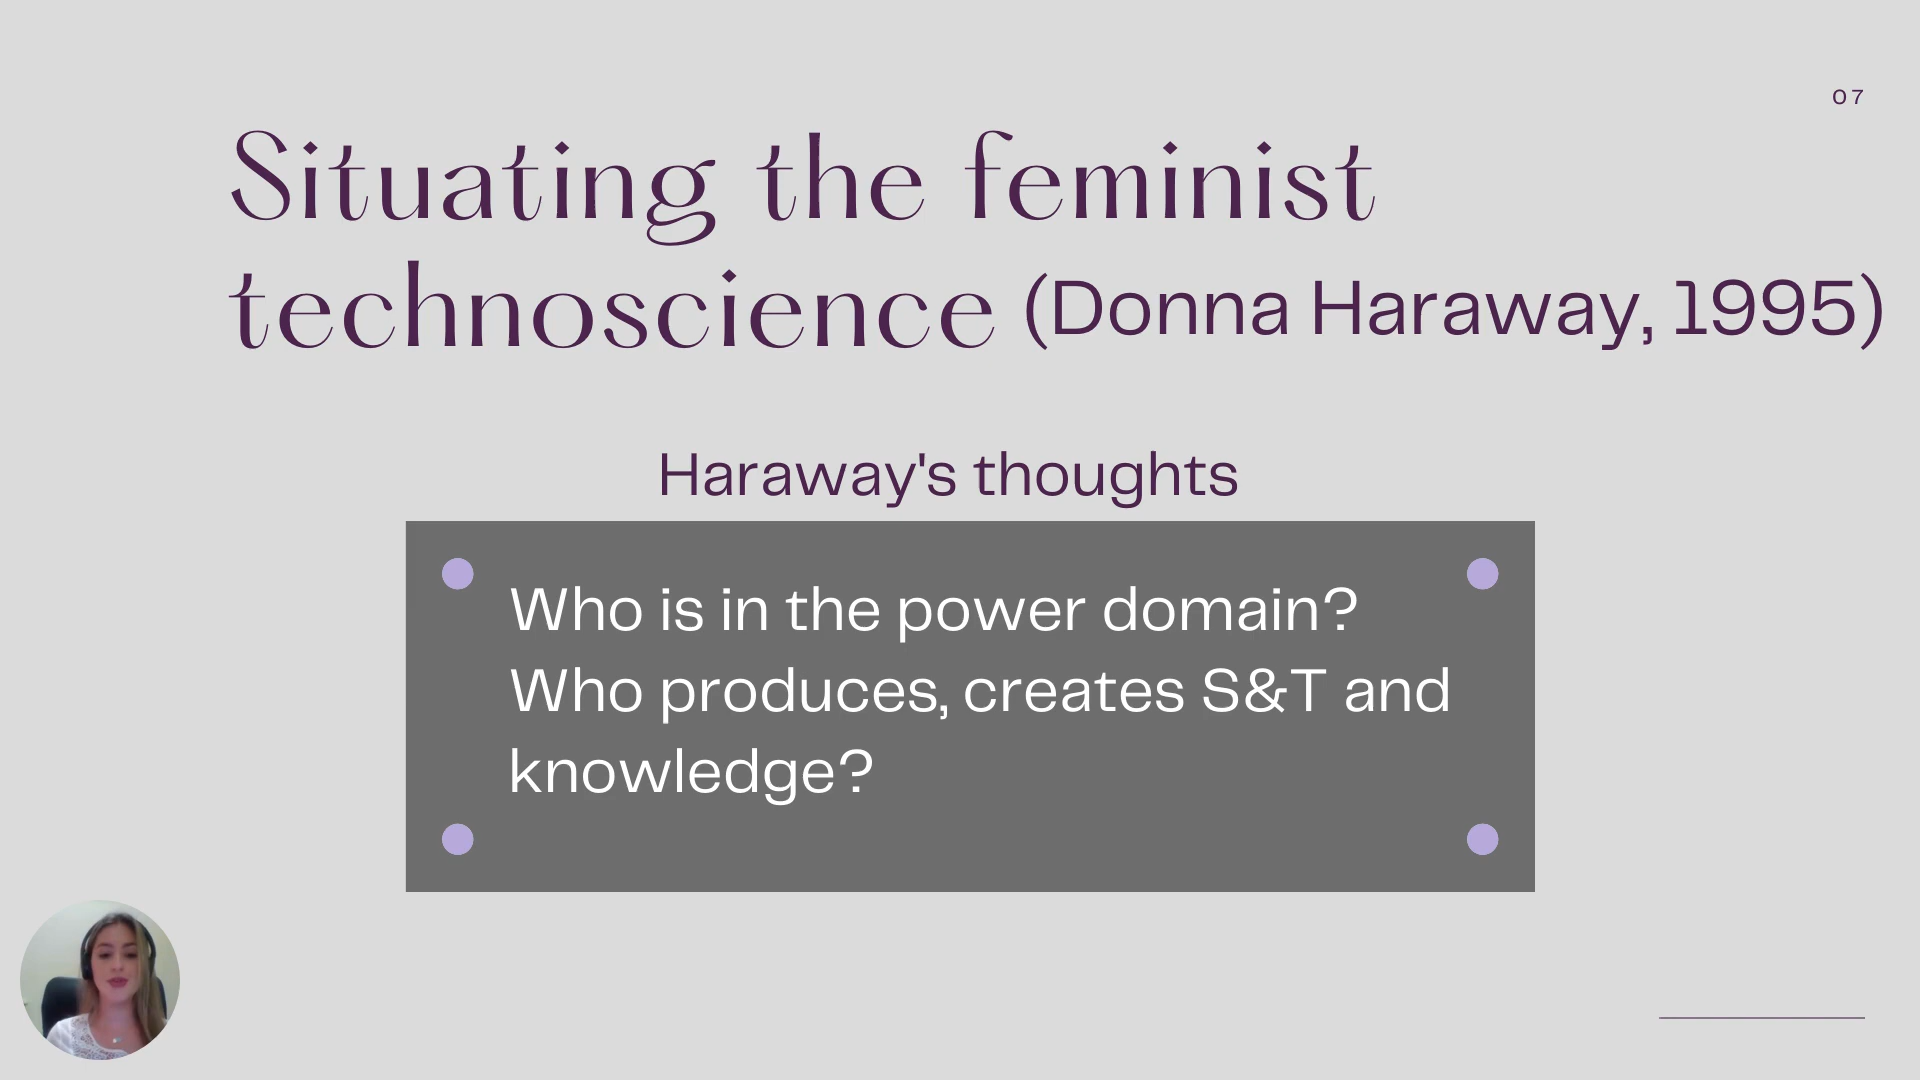 07
Situating the feminist
technoscience (Donna Haraway, 1995)
Haraway's thoughts
Who is in the power domain?
Who produces, creates S&T and
knowledge?